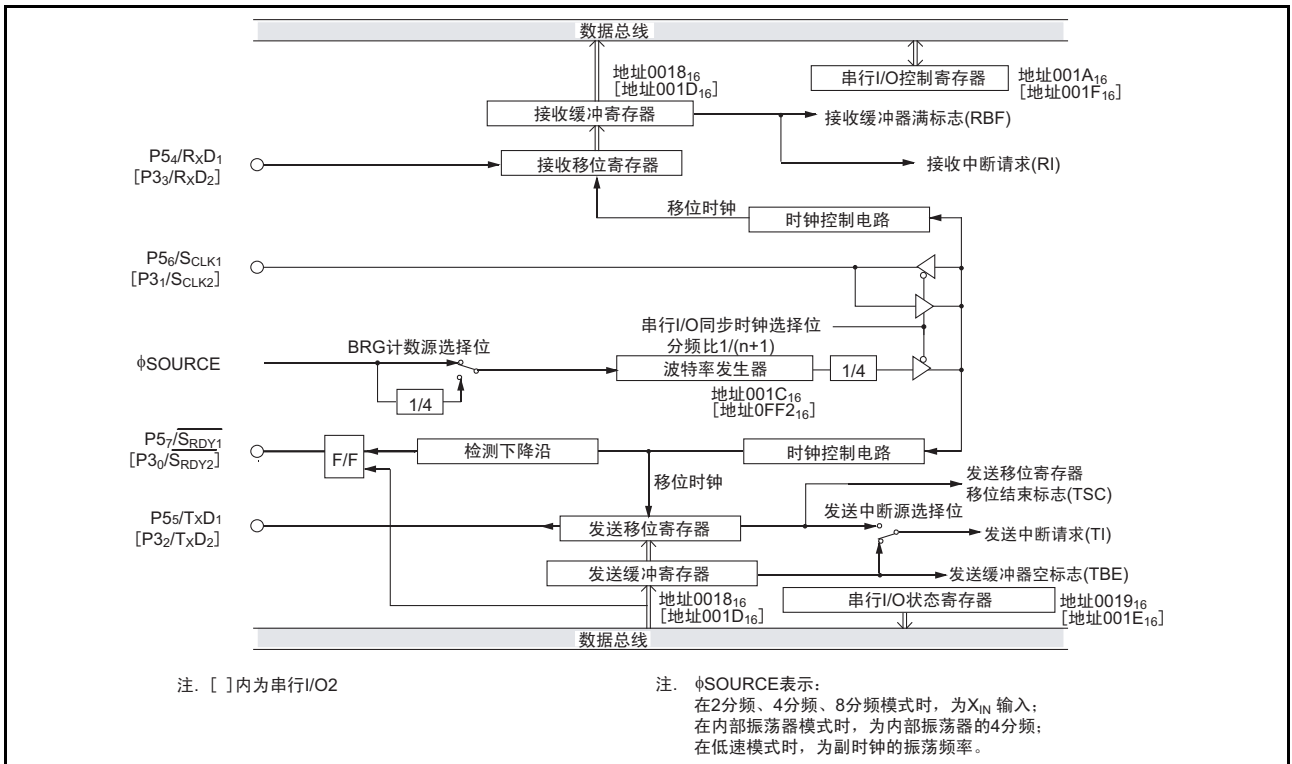 数据总线
地址0018₁₆
[地址001D₁₆]
串行I/O控制寄存器
地址001A₁₆
[地址001F₁₆]
接收缓冲寄存器
接收缓冲器满标志(RBF)
P5₄/RxD₁
[P3₃/RxD₂]
接收移位寄存器
接收中断请求(RI)
移位时钟
时钟控制电路
P5₆/S_CLK1
[P3₁/S_CLK2]
串行I/O同步时钟选择位
BRG计数源选择位
分频比1/(n+1)
φSOURCE
波特率发生器
1/4
1/4
地址001C₁₆
[地址0FF2₁₆]
P5₇/S̅_RDY1
[P3₀/S̅_RDY2]
F/F
检测下降沿
时钟控制电路
移位时钟
发送移位寄存器
移位结束标志(TSC)
P5₅/TxD₁
[P3₂/TxD₂]
发送移位寄存器
发送中断源选择位
发送中断请求(TI)
发送缓冲寄存器
发送缓冲器空标志(TBE)
地址0018₁₆
[地址001D₁₆]
串行I/O状态寄存器
地址0019₁₆
[地址001E₁₆]
数据总线
注. [ ]内为串行I/O2
注. φSOURCE表示：
在2分频、4分频、8分频模式时，为X_IN 输入；
在内部振荡器模式时，为内部振荡器的4分频；
在低速模式时，为副时钟的振荡频率。